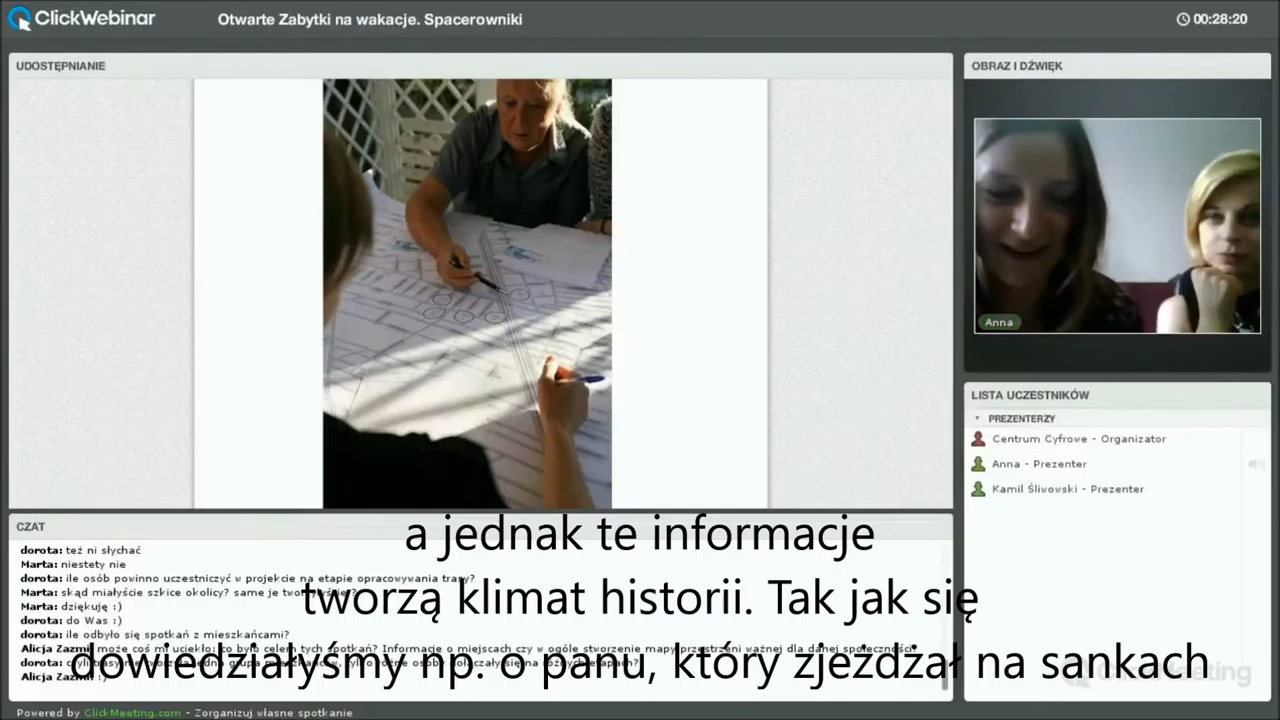 ClickWebinar
Otwarte Zabytki na wakacje. Spacerowniki
00:28:20
UDOSTĘPNIANIE
OBRAZ I DŹWIĘK
Anna
LISTA UCZESTNIKÓW
PREZENTERZY
Centrum Cyfrowe - Organizator
Anna - Prezenter
Kamil Śliwowski - Prezenter
CZAT
dorota: też ni słychać
Marta: niestety nie
dorota: ile osób powinno uczestniczyć w projekcie na etapie opracowywania trasy?
Marta: skąd miałyście szkice okolicy? same je
Marta: dziękuję :)
dorota: do Was :)
dorota: ile odbyło się spotkań z mieszkańcami?
Alicja Zazmi: może coś mi uciekło: co było celem tych spotkań? Informacje o miejscach czy w ogóle stworzenie mapy przestrzeni ważnej dla danej społeczności
dorota:
Alicja Zazmi: :)
a jednak te informacje
tworzą klimat historii. Tak jak się
dowiedziałyśmy np. o panu, który zjeżdżał na sankach
ClickMeeting
Powered by ClickMeeting.com - Zorganizuj własne spotkanie